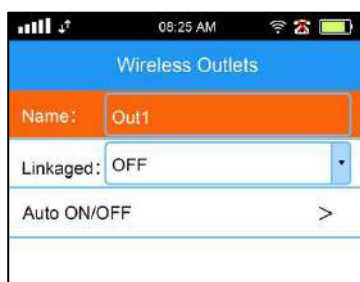 08:25 AM
Wireless Outlets
Name: Out1
Linkaged: OFF
Auto ON/OFF >